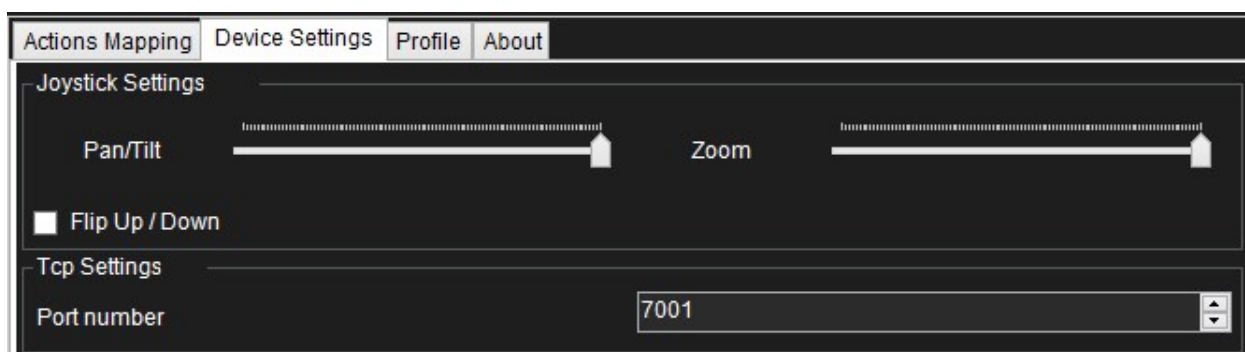 Actions Mapping Device Settings Profile About
Joystick Settings
Pan/Tilt Zoom
Flip Up / Down
Tcp Settings
Port number 7001